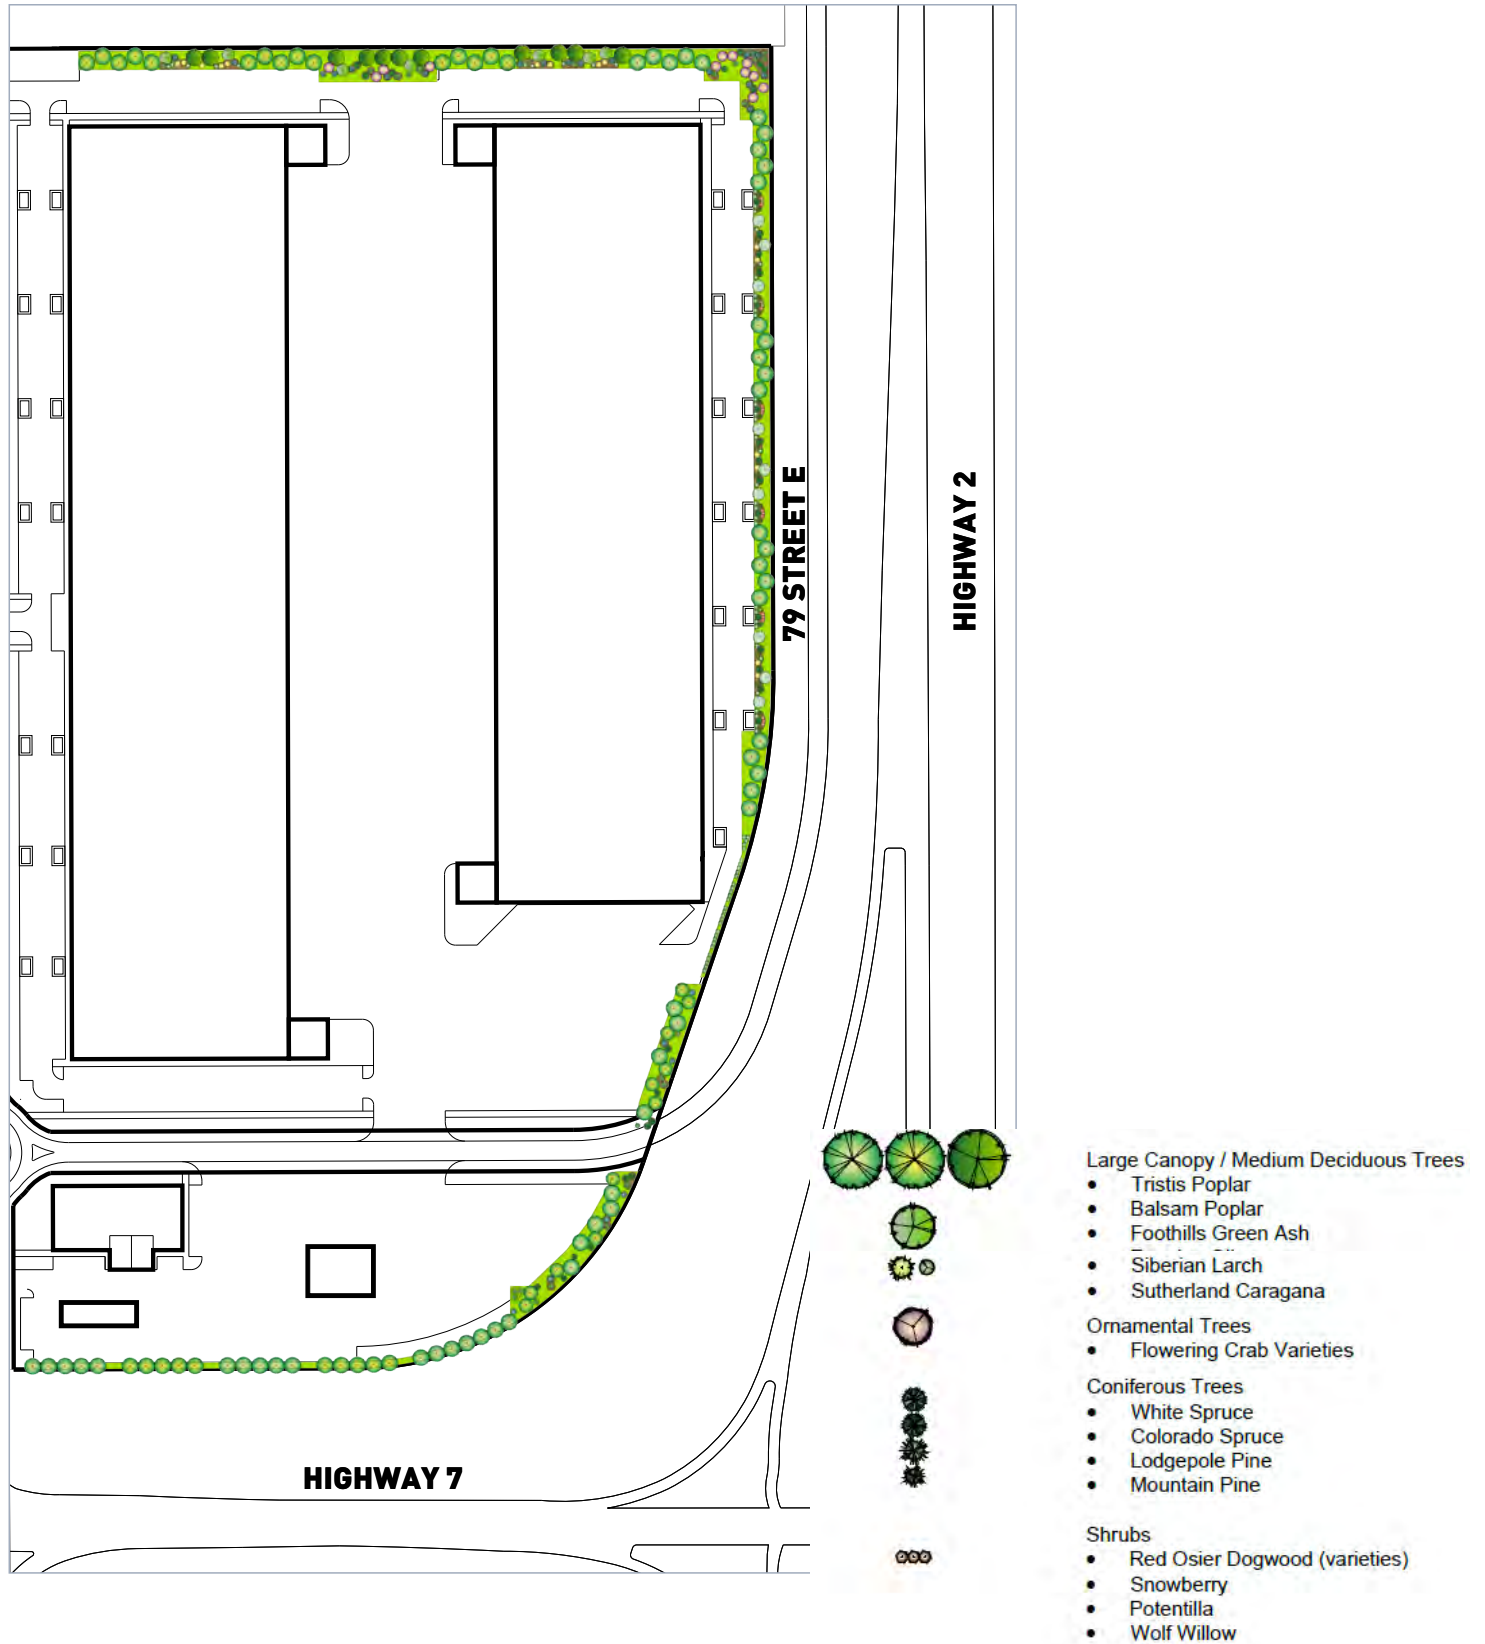 79 STREET E
HIGHWAY 2
HIGHWAY 7
Large Canopy / Medium Deciduous Trees
• Tristis Poplar
• Balsam Poplar
• Foothills Green Ash
• Siberian Larch
• Sutherland Caragana
Ornamental Trees
• Flowering Crab Varieties
Coniferous Trees
• White Spruce
• Colorado Spruce
• Lodgepole Pine
• Mountain Pine
Shrubs
• Red Osier Dogwood (varieties)
• Snowberry
• Potentilla
• Wolf Willow